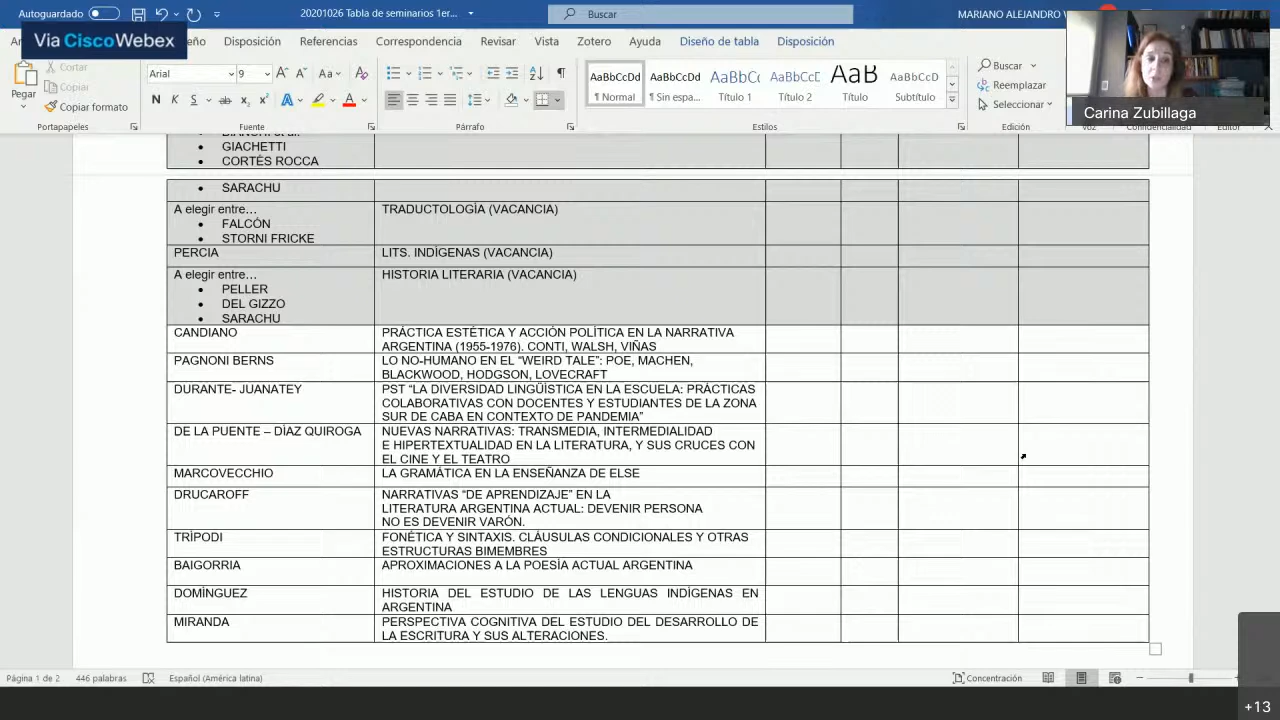 Autoguardado
20201026 Tabla de seminarios 1er...
Buscar
MARIANO ALEJANDRO
Vía Cisco Webex
Disposición
Referencias
Correspondencia
Revisar
Vista
Zotero
Ayuda
Diseño de tabla
Disposición
Pegar
Cortar
Copiar
Copiar formato
Portapapeles
Arial
9
N K S
Fuente
Párrafo
AaBbCcDd
¶ Normal
AaBbCcDd
¶ Sin espa...
AaBbCc
Título 1
AaBbCcD
Título 2
AaB
Título
AaBbCcD
Subtítulo
Estilos
Buscar
Reemplazar
Seleccionar
Edición
Voz
Editor
Carina Zubillaga
GIACHETTI
CORTÉS ROCCA
SARACHU
A elegir entre...
TRADUCTOLOGÍA (VACANCIA)
FALCÓN
STORNI FRICKE
PERCIA
LITS. INDÍGENAS (VACANCIA)
A elegir entre...
HISTORIA LITERARIA (VACANCIA)
PELLER
DEL GIZZO
SARACHU
CANDIANO
PRÁCTICA ESTÉTICA Y ACCIÓN POLÍTICA EN LA NARRATIVA
ARGENTINA (1955-1976). CONTI, WALSH, VIÑAS
PAGNONI BERNS
LO NO-HUMANO EN EL “WEIRD TALE”: POE, MACHEN,
BLACKWOOD, HODGSON, LOVECRAFT
DURANTE- JUANATEY
PST “LA DIVERSIDAD LINGÜÍSTICA EN LA ESCUELA: PRÁCTICAS
COLABORATIVAS CON DOCENTES Y ESTUDIANTES DE LA ZONA
SUR DE CABA EN CONTEXTO DE PANDEMIA”
DE LA PUENTE – DÍAZ QUIROGA
NUEVAS NARRATIVAS: TRANSMEDIA, INTERMEDIALIDAD
E HIPERTEXTUALIDAD EN LA LITERATURA, Y SUS CRUCES CON
EL CINE Y EL TEATRO
MARCOVECCHIO
LA GRAMÁTICA EN LA ENSEÑANZA DE ELSE
DRUCAROFF
NARRATIVAS “DE APRENDIZAJE” EN LA
LITERATURA ARGENTINA ACTUAL: DEVENIR PERSONA
NO ES DEVENIR VARÓN.
TRÍPODI
FONÉTICA Y SINTAXIS. CLÁUSULAS CONDICIONALES Y OTRAS
ESTRUCTURAS BIMEMBRES
BAIGORRIA
APROXIMACIONES A LA POESÍA ACTUAL ARGENTINA
DOMÍNGUEZ
HISTORIA DEL ESTUDIO DE LAS LENGUAS INDÍGENAS EN
ARGENTINA
MIRANDA
PERSPECTIVA COGNITIVA DEL ESTUDIO DEL DESARROLLO DE
LA ESCRITURA Y SUS ALTERACIONES.
Página 1 de 2
446 palabras
Español (América latina)
Concentración
+13